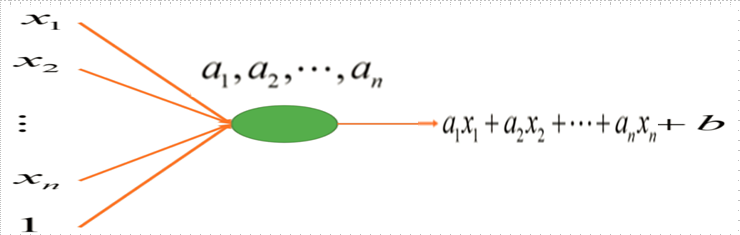 x₁
x₂
a₁, a₂, ⋯, aₙ
⋮
a₁x₁ + a₂x₂ + ⋯ + aₙxₙ + b
xₙ
1